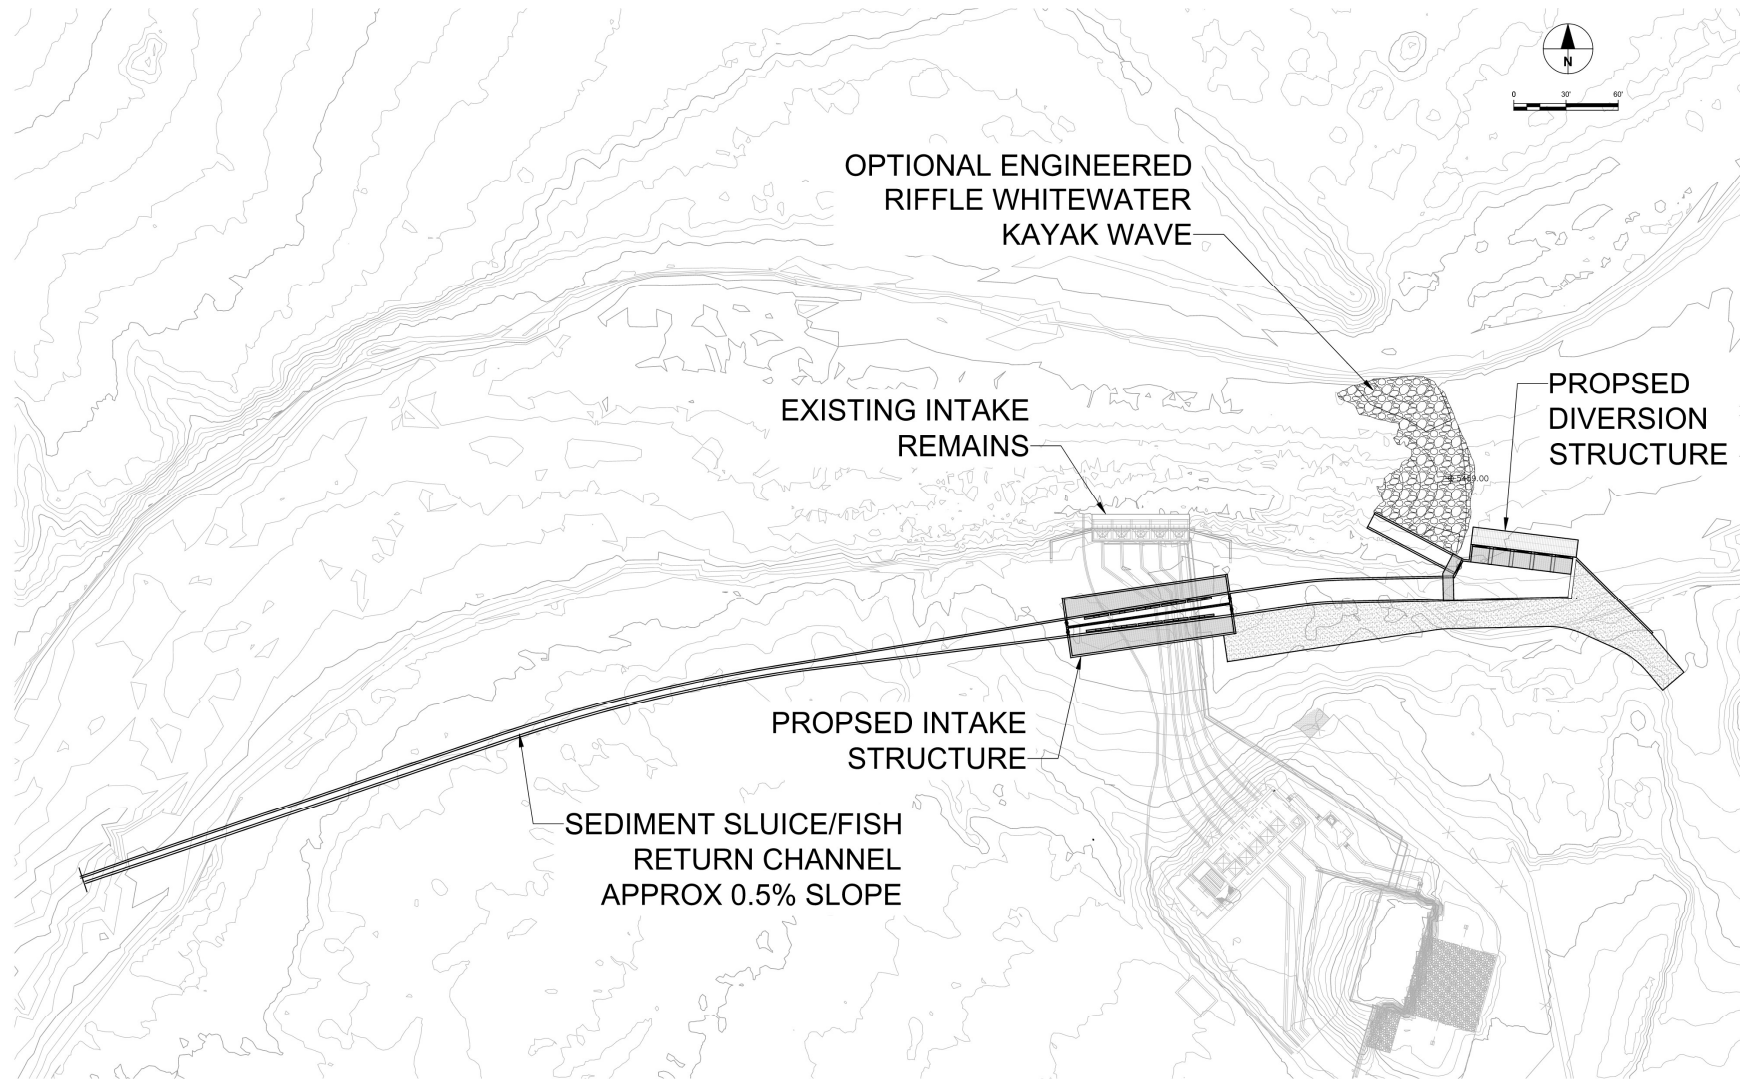 N
0 30' 60'
OPTIONAL ENGINEERED
RIFFLE WHITEWATER
KAYAK WAVE
PROPSED
DIVERSION
STRUCTURE
EXISTING INTAKE
REMAINS
PROPSED INTAKE
STRUCTURE
SEDIMENT SLUICE/FISH
RETURN CHANNEL
APPROX 0.5% SLOPE